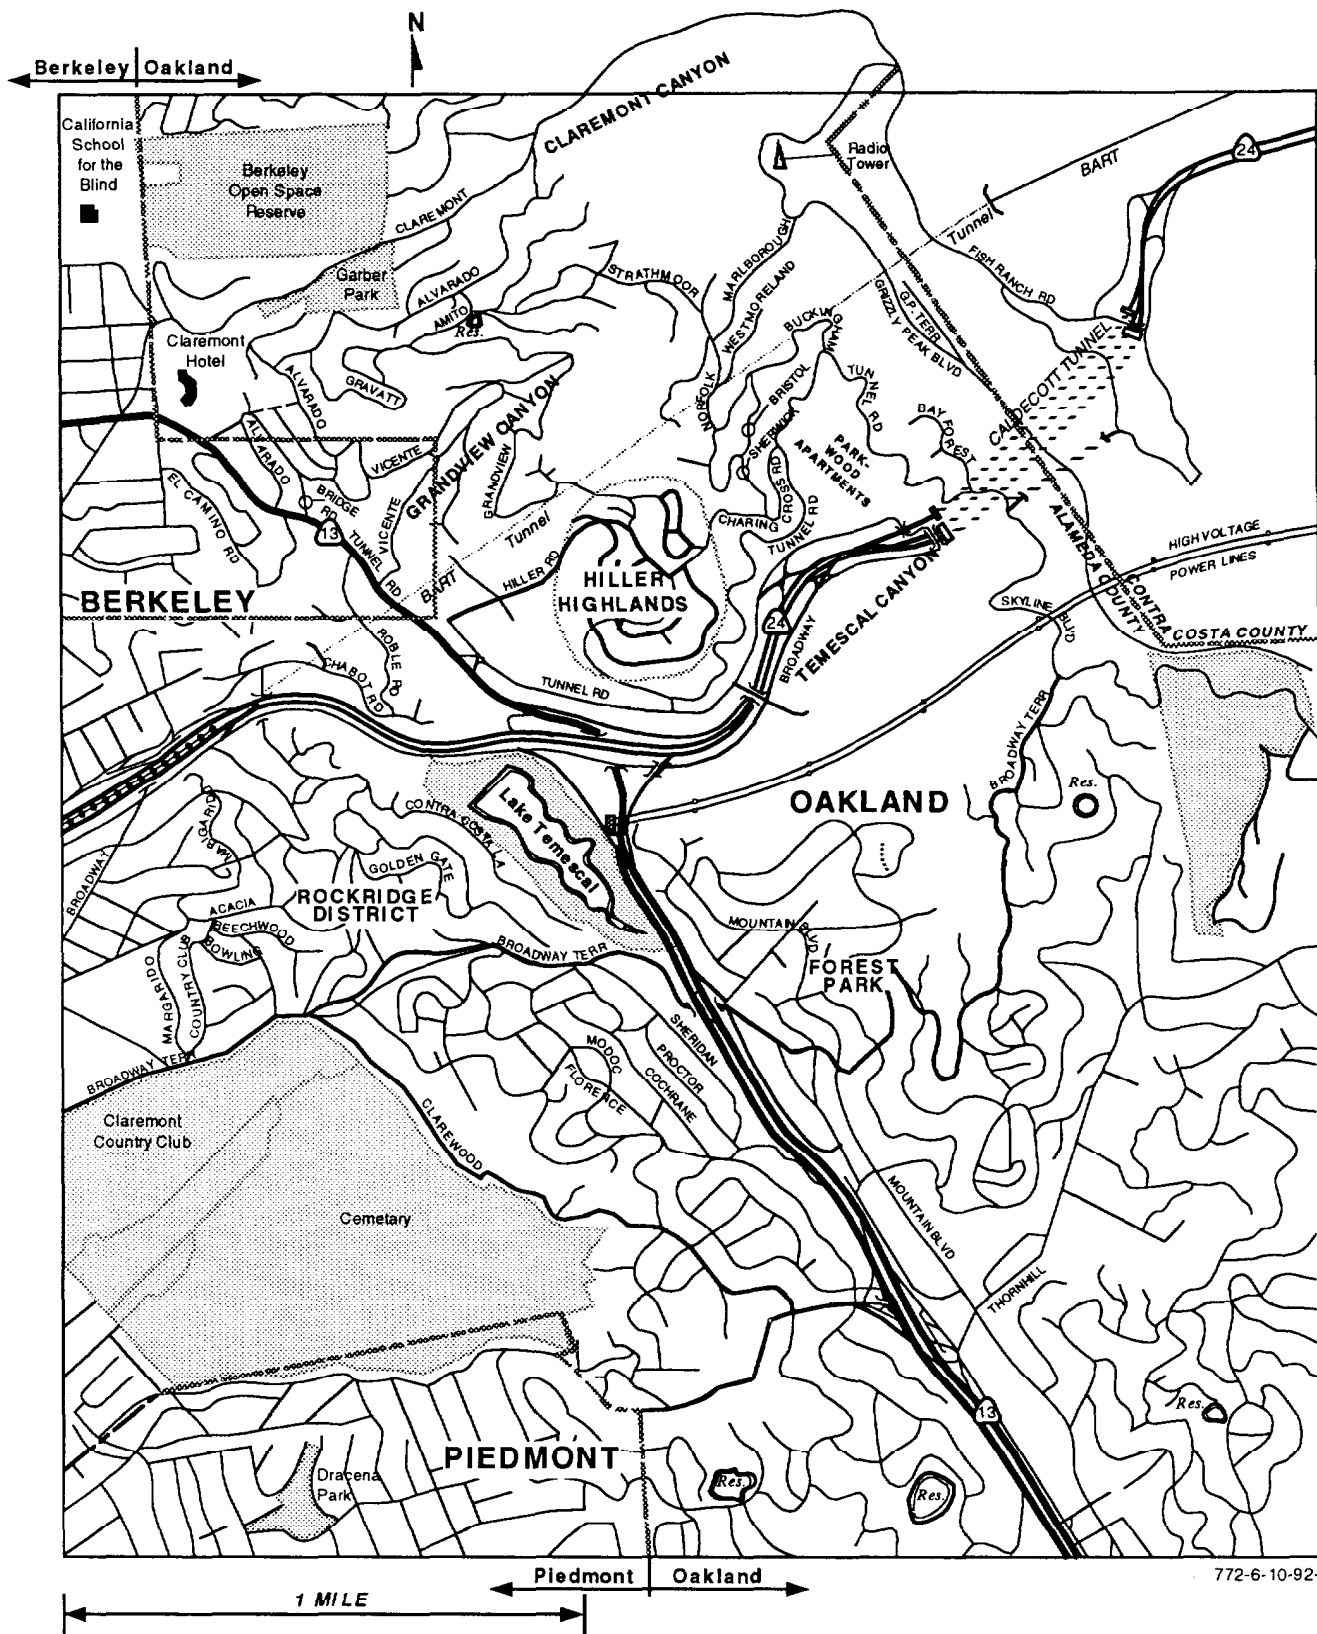 N
Berkeley Oakland
CLAREMONT CANYON
California
School
for the
Blind
Berkeley
Open Space
Reserve
Radio
Tower
BART
24
CLAREMONT
Tunnel
MARLBOROUGH
FISH RANCH RD
Garber
Park
ALVARADO
STRATHMOOR
WESTMORELAND
G.P. TERR
GRIZZLY PEAK BLVD
AMITO
Res.
BUCKINGHAM
Claremont
Hotel
ALVARADO
GRAVATT
NORFOLK
BRISTOL
TUNNEL RD
CALDECOTT TUNNEL
GRANDVIEW CANYON
SHERWICK
BAY FOREST
ALVARADO
VICENTE
GRANDVIEW
PARK-
WOOD
APARTMENTS
EL CAMINO RD
BRIDGE
RD
13
VICENTE
TUNNEL RD
Tunnel
CHARING
CROSS RD
TUNNEL RD
ALAMEDA COUNTY
HIGH VOLTAGE
POWER LINES
BART
HILLER RD
HILLER
HIGHLANDS
BERKELEY
24
BROADWAY
TEMESCAL CANYON
SKYLINE BLVD
CONTRA
COSTA COUNTY
ROBLE RD
CHABOT RD
TUNNEL RD
BROADWAY TERR
Res.
OAKLAND
MARGARIDO
CONTRA COSTA LA
Lake Temescal
GOLDEN GATE
BROADWAY
ROCKRIDGE
DISTRICT
ACACIA
BEECHWOOD
BOWLING
MOUNTAIN BLVD
BROADWAY TERR
FOREST
PARK
MARGARIDO
COUNTRY CLUB
SHERIDAN
PROCTOR
MODOC
COCHRANE
FLORENCE
BROADWAY TERR
CLAREWOOD
Claremont
Country Club
Cemetary
MOUNTAIN BLVD
THORNHILL
13
Res.
PIEDMONT
Dracena
Park
Res.
Res.
Piedmont Oakland
772-6-10-92-
1 MILE